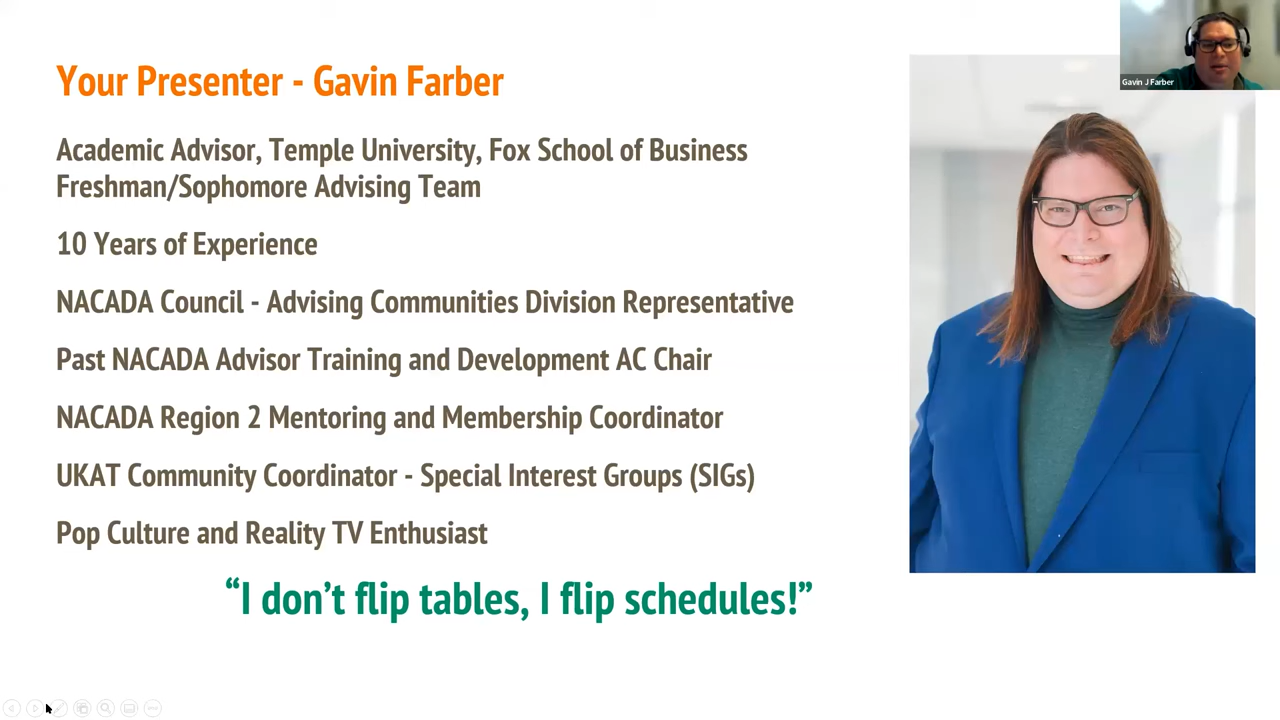 Your Presenter - Gavin Farber
Academic Advisor, Temple University, Fox School of Business
Freshman/Sophomore Advising Team
10 Years of Experience
NACADA Council - Advising Communities Division Representative
Past NACADA Advisor Training and Development AC Chair
NACADA Region 2 Mentoring and Membership Coordinator
UKAT Community Coordinator - Special Interest Groups (SIGs)
Pop Culture and Reality TV Enthusiast
“I don’t flip tables, I flip schedules!”
Gavin J Farber